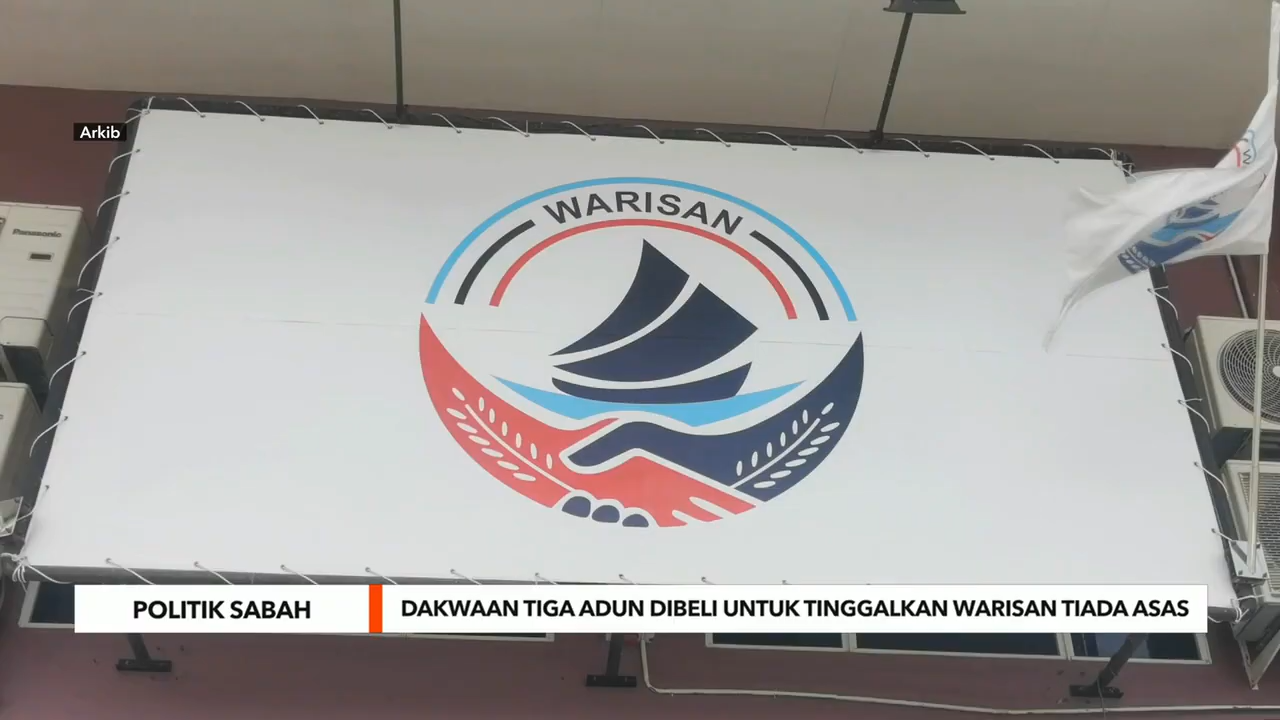 Arkib
Panasonic
WARISAN
POLITIK SABAH
DAKWAAN TIGA ADUN DIBELI UNTUK TINGGALKAN WARISAN TIADA ASAS